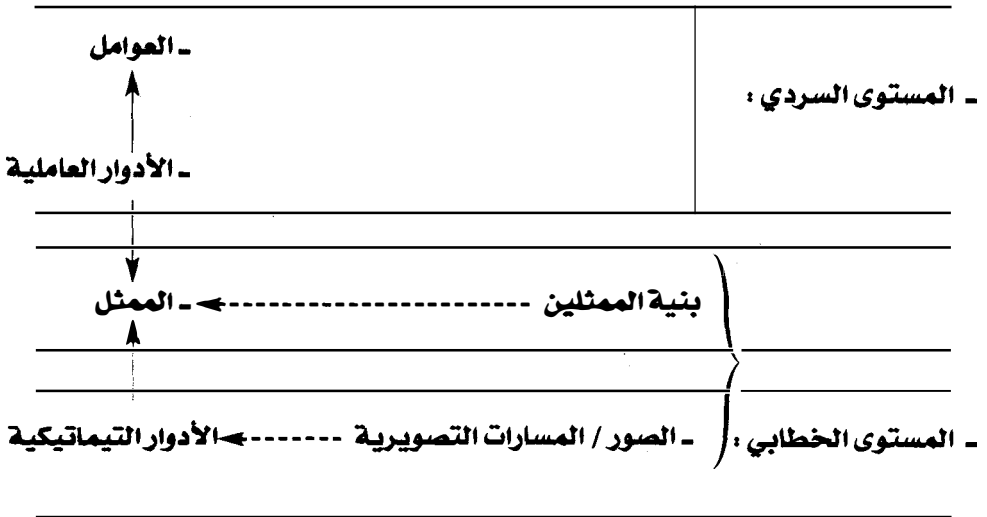 ـ العوامل
ـ المستوى السردي :
ـ الأدوار العاملية
بنية الممثلين
ـ الممثل
ـ المستوى الخطابي :
ـ الصور / المسارات التصويرية
الأدوار التيماتيكية